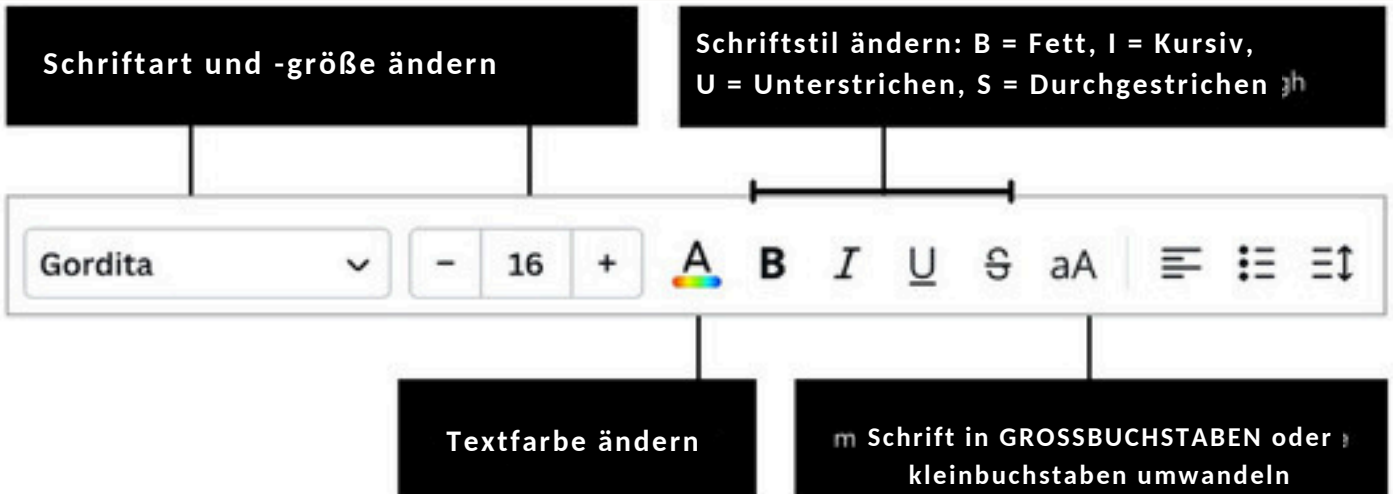 Schriftart und -größe ändern
Schriftstil ändern: B = Fett, I = Kursiv,
U = Unterstrichen, S = Durchgestrichen gh
Gordita
− 16 + A B I U S aA
Textfarbe ändern
m Schrift in GROSSBUCHSTABEN oder
kleinbuchstaben umwandeln